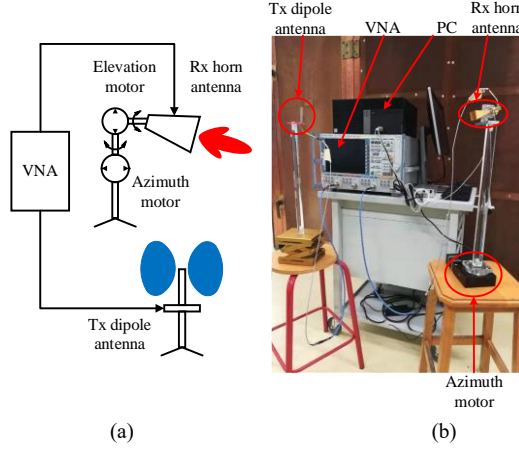 Elevation
motor
Rx horn
antenna
VNA
Azimuth
motor
Tx dipole
antenna
(a)
Tx dipole
antenna
VNA
PC
Rx horn
antenna
Azimuth
motor
(b)